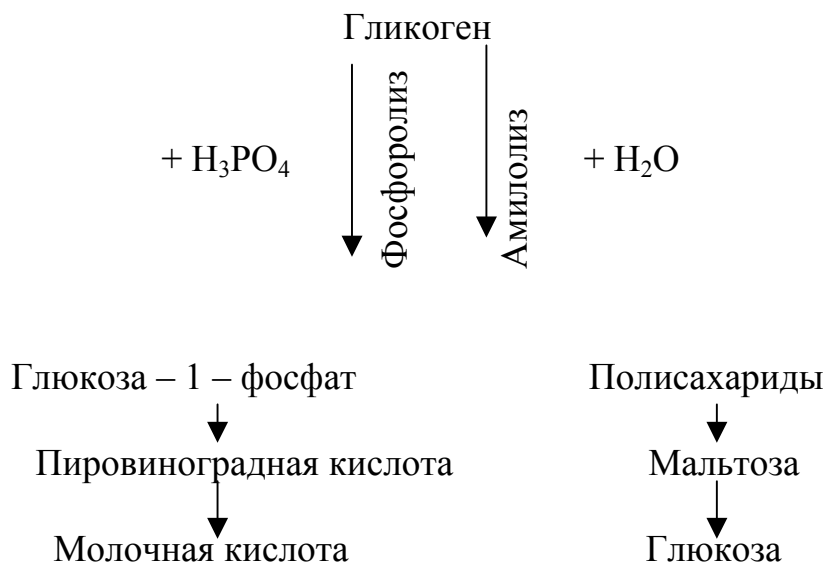 Гликоген
+ H₃PO₄
Фосфоролиз
Амилолиз
+ H₂O
Глюкоза – 1 – фосфат
Полисахариды
Пировиноградная кислота
Мальтоза
Молочная кислота
Глюкоза